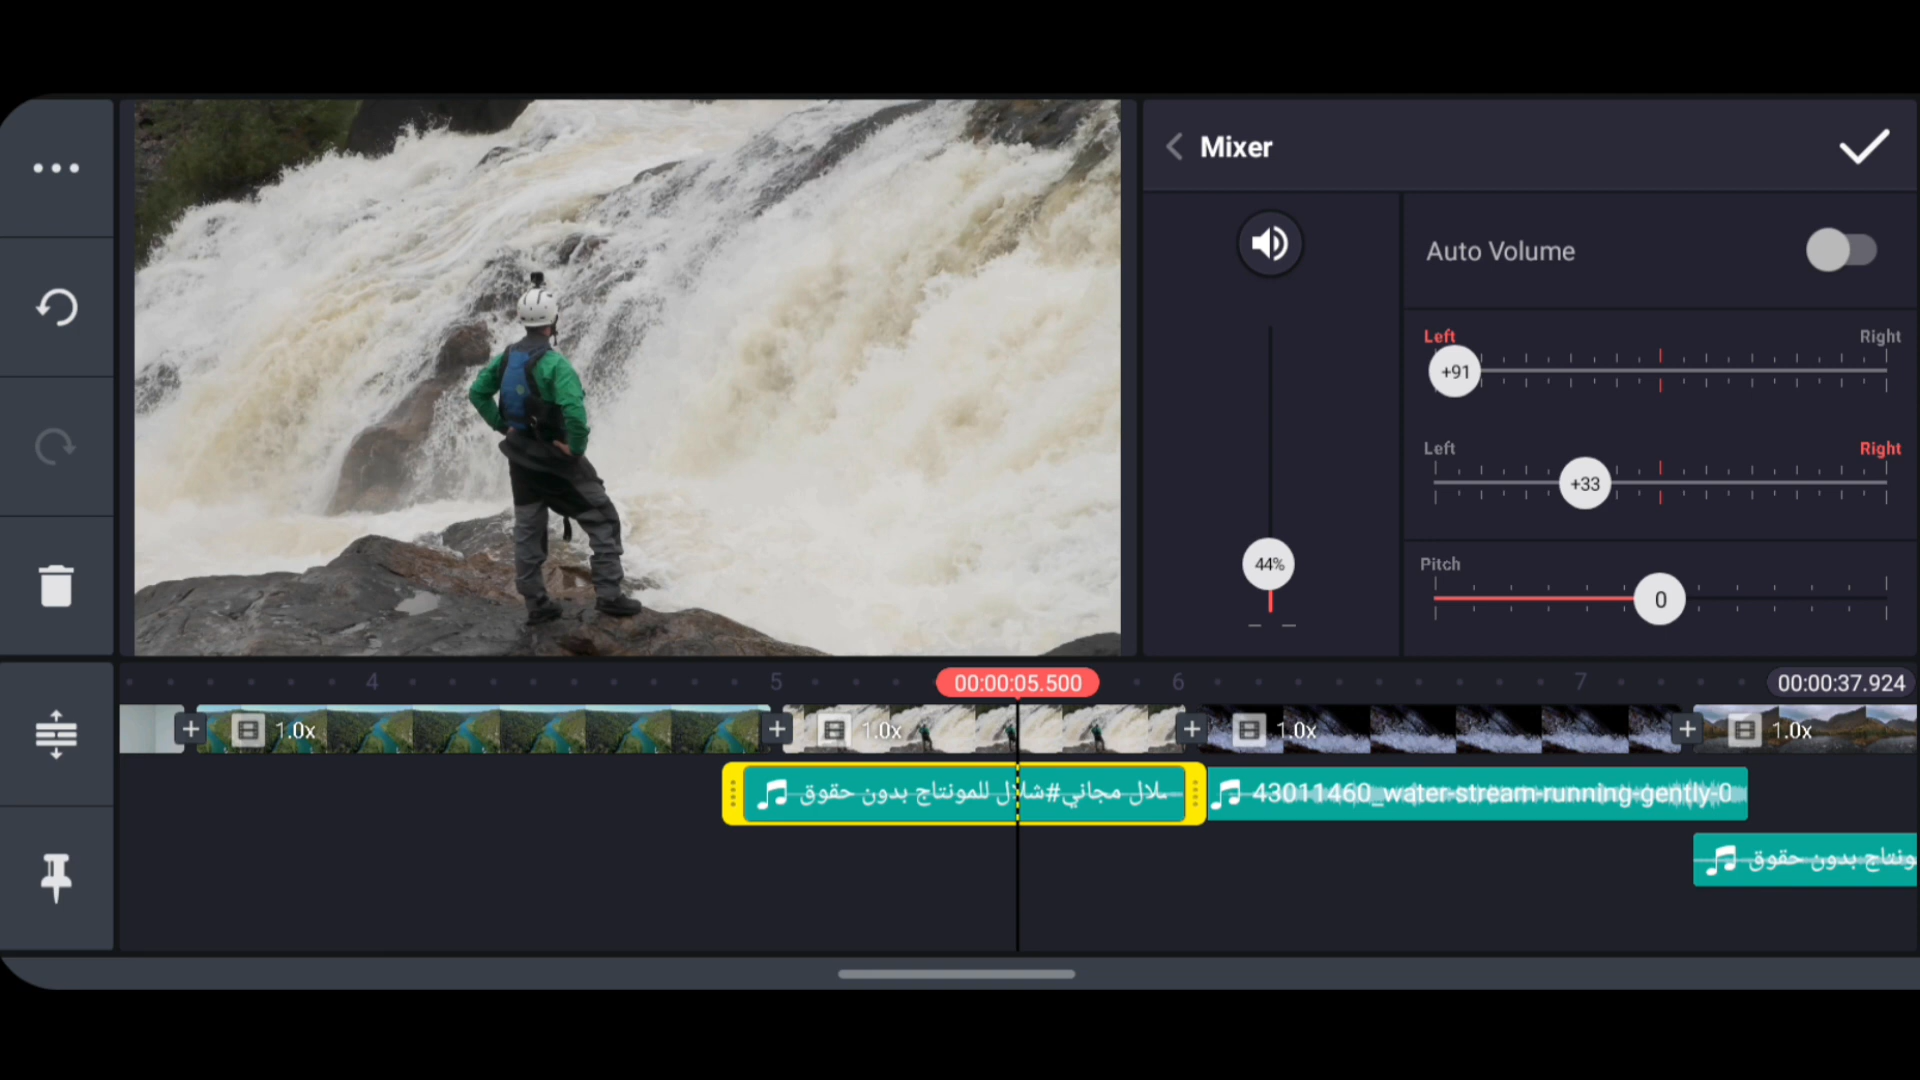 Mixer
Auto Volume
Left
Right
+91
Left
Right
+33
44%
Pitch
0
4
5
00:00:05.500
6
7
00:00:37.924
1.0x
1.0x
1.0x
1.0x
مجاني#شلال للمونتاج بدون حقوق
43011460_water-stream-running-gently-0
بدون حقوق